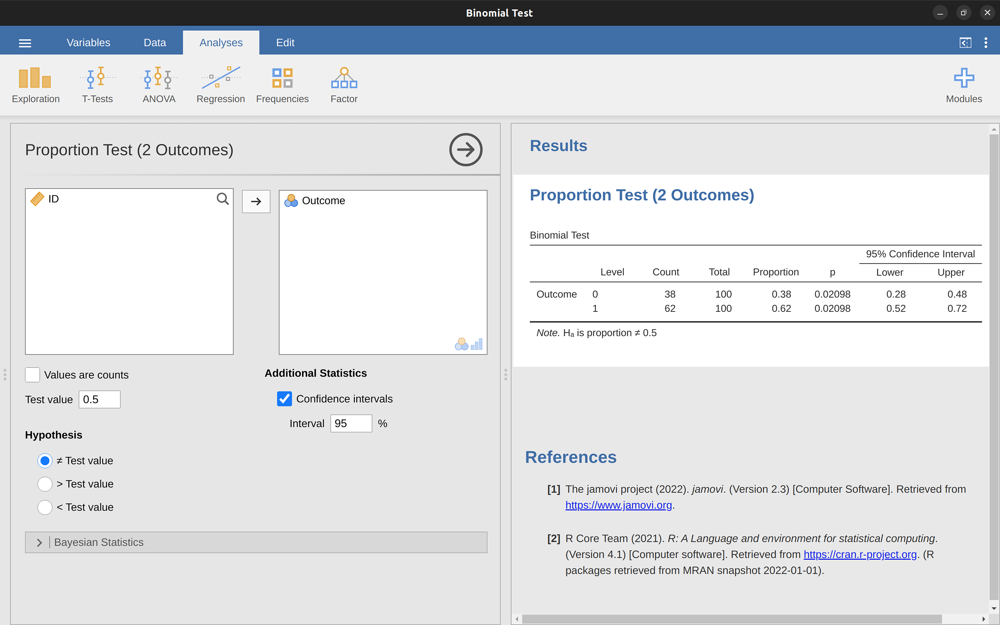 Binomial Test
Variables Data Analyses Edit
Exploration T-Tests ANOVA Regression Frequencies Factor Modules
Proportion Test (2 Outcomes)
ID
Outcome
Values are counts
Test value 0.5
Hypothesis
≠ Test value
> Test value
< Test value
Additional Statistics
Confidence intervals
Interval 95 %
Bayesian Statistics
Results
Proportion Test (2 Outcomes)
Binomial Test
95% Confidence Interval
Level Count Total Proportion p Lower Upper
Outcome 0 38 100 0.38 0.02098 0.28 0.48
1 62 100 0.62 0.02098 0.52 0.72
Note. Hₐ is proportion ≠ 0.5
References
[1] The jamovi project (2022). jamovi. (Version 2.3) [Computer Software]. Retrieved from
https://www.jamovi.org.
[2] R Core Team (2021). R: A Language and environment for statistical computing.
(Version 4.1) [Computer software]. Retrieved from https://cran.r-project.org. (R
packages retrieved from MRAN snapshot 2022-01-01).